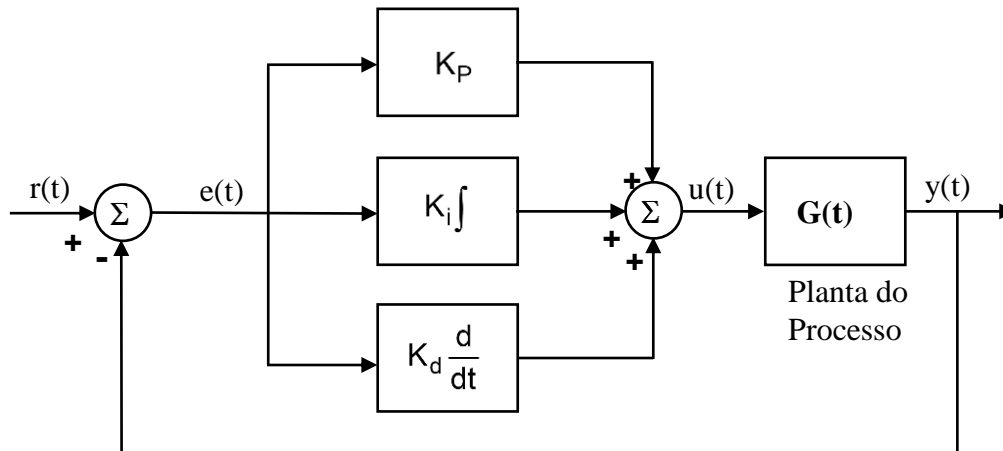 K_P
r(t)
Σ
e(t)
K_i ∫
Σ
u(t)
G(t)
y(t)
+
-
+
+
+
Planta do
Processo
K_d d/dt